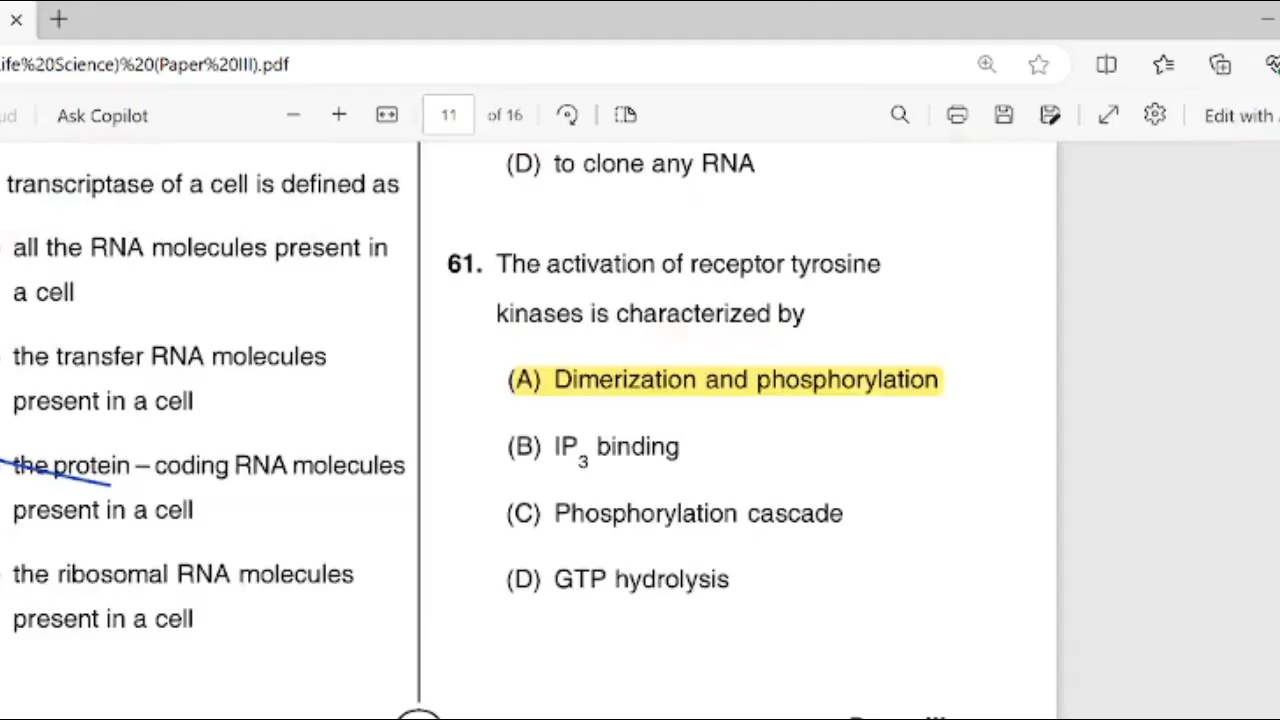 ife%20Science)%20(Paper%20III).pdf
Ask Copilot
11 of 16
Edit with
transcriptase of a cell is defined as
all the RNA molecules present in
a cell
the transfer RNA molecules
present in a cell
the protein – coding RNA molecules
present in a cell
the ribosomal RNA molecules
present in a cell
(D) to clone any RNA
61. The activation of receptor tyrosine
kinases is characterized by
(A) Dimerization and phosphorylation
(B) IP3 binding
(C) Phosphorylation cascade
(D) GTP hydrolysis